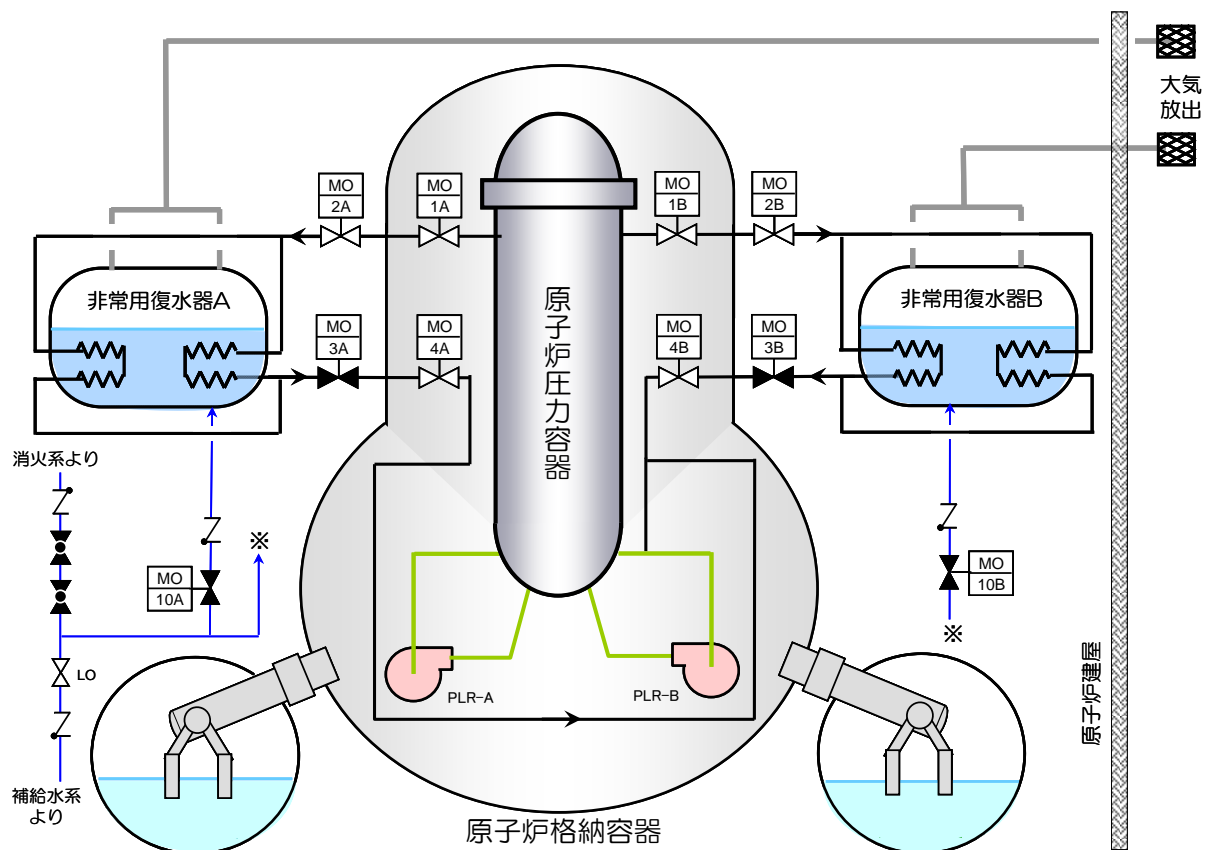 大気
放出
MO
2A
MO
1A
MO
1B
MO
2B
非常用復水器A
原子炉圧力容器
非常用復水器B
MO
3A
MO
4A
MO
4B
MO
3B
消火系より
※
MO
10A
MO
10B
※
LO
PLR-A
PLR-B
原子炉建屋
補給水系
より
原子炉格納容器